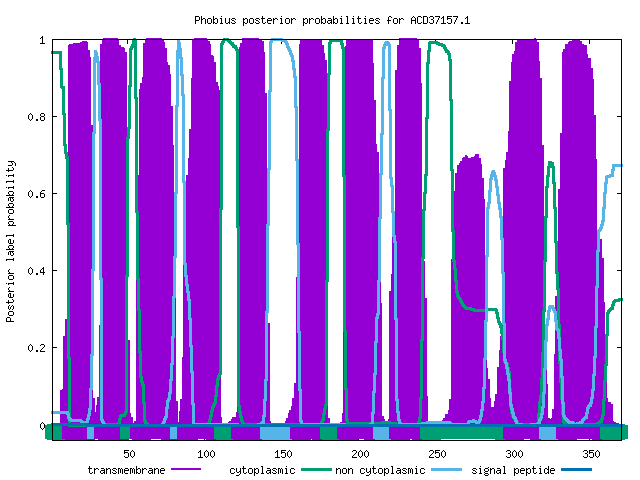 Phobius posterior probabilities for ACD37157.1
Posterior label probability
1
0.8
0.6
0.4
0.2
0
50 100 150 200 250 300 350
transmembrane cytoplasmic non cytoplasmic signal peptide